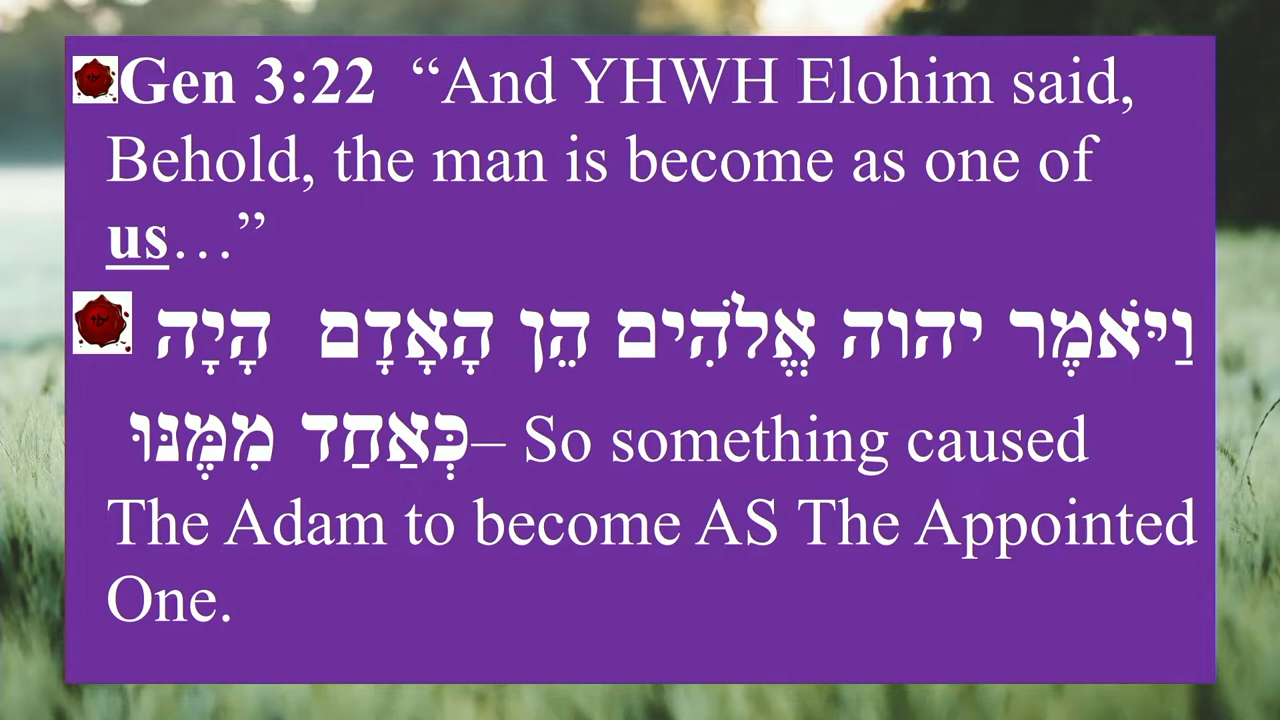 Gen 3:22 “And YHWH Elohim said,
Behold, the man is become as one of
us…”
וַיֹּאמֶר יהוה אֱלֹהִים הֵן הָאָדָם הָיָה
כְּאַחַד מִמֶּנּוּ– So something caused
The Adam to become AS The Appointed
One.